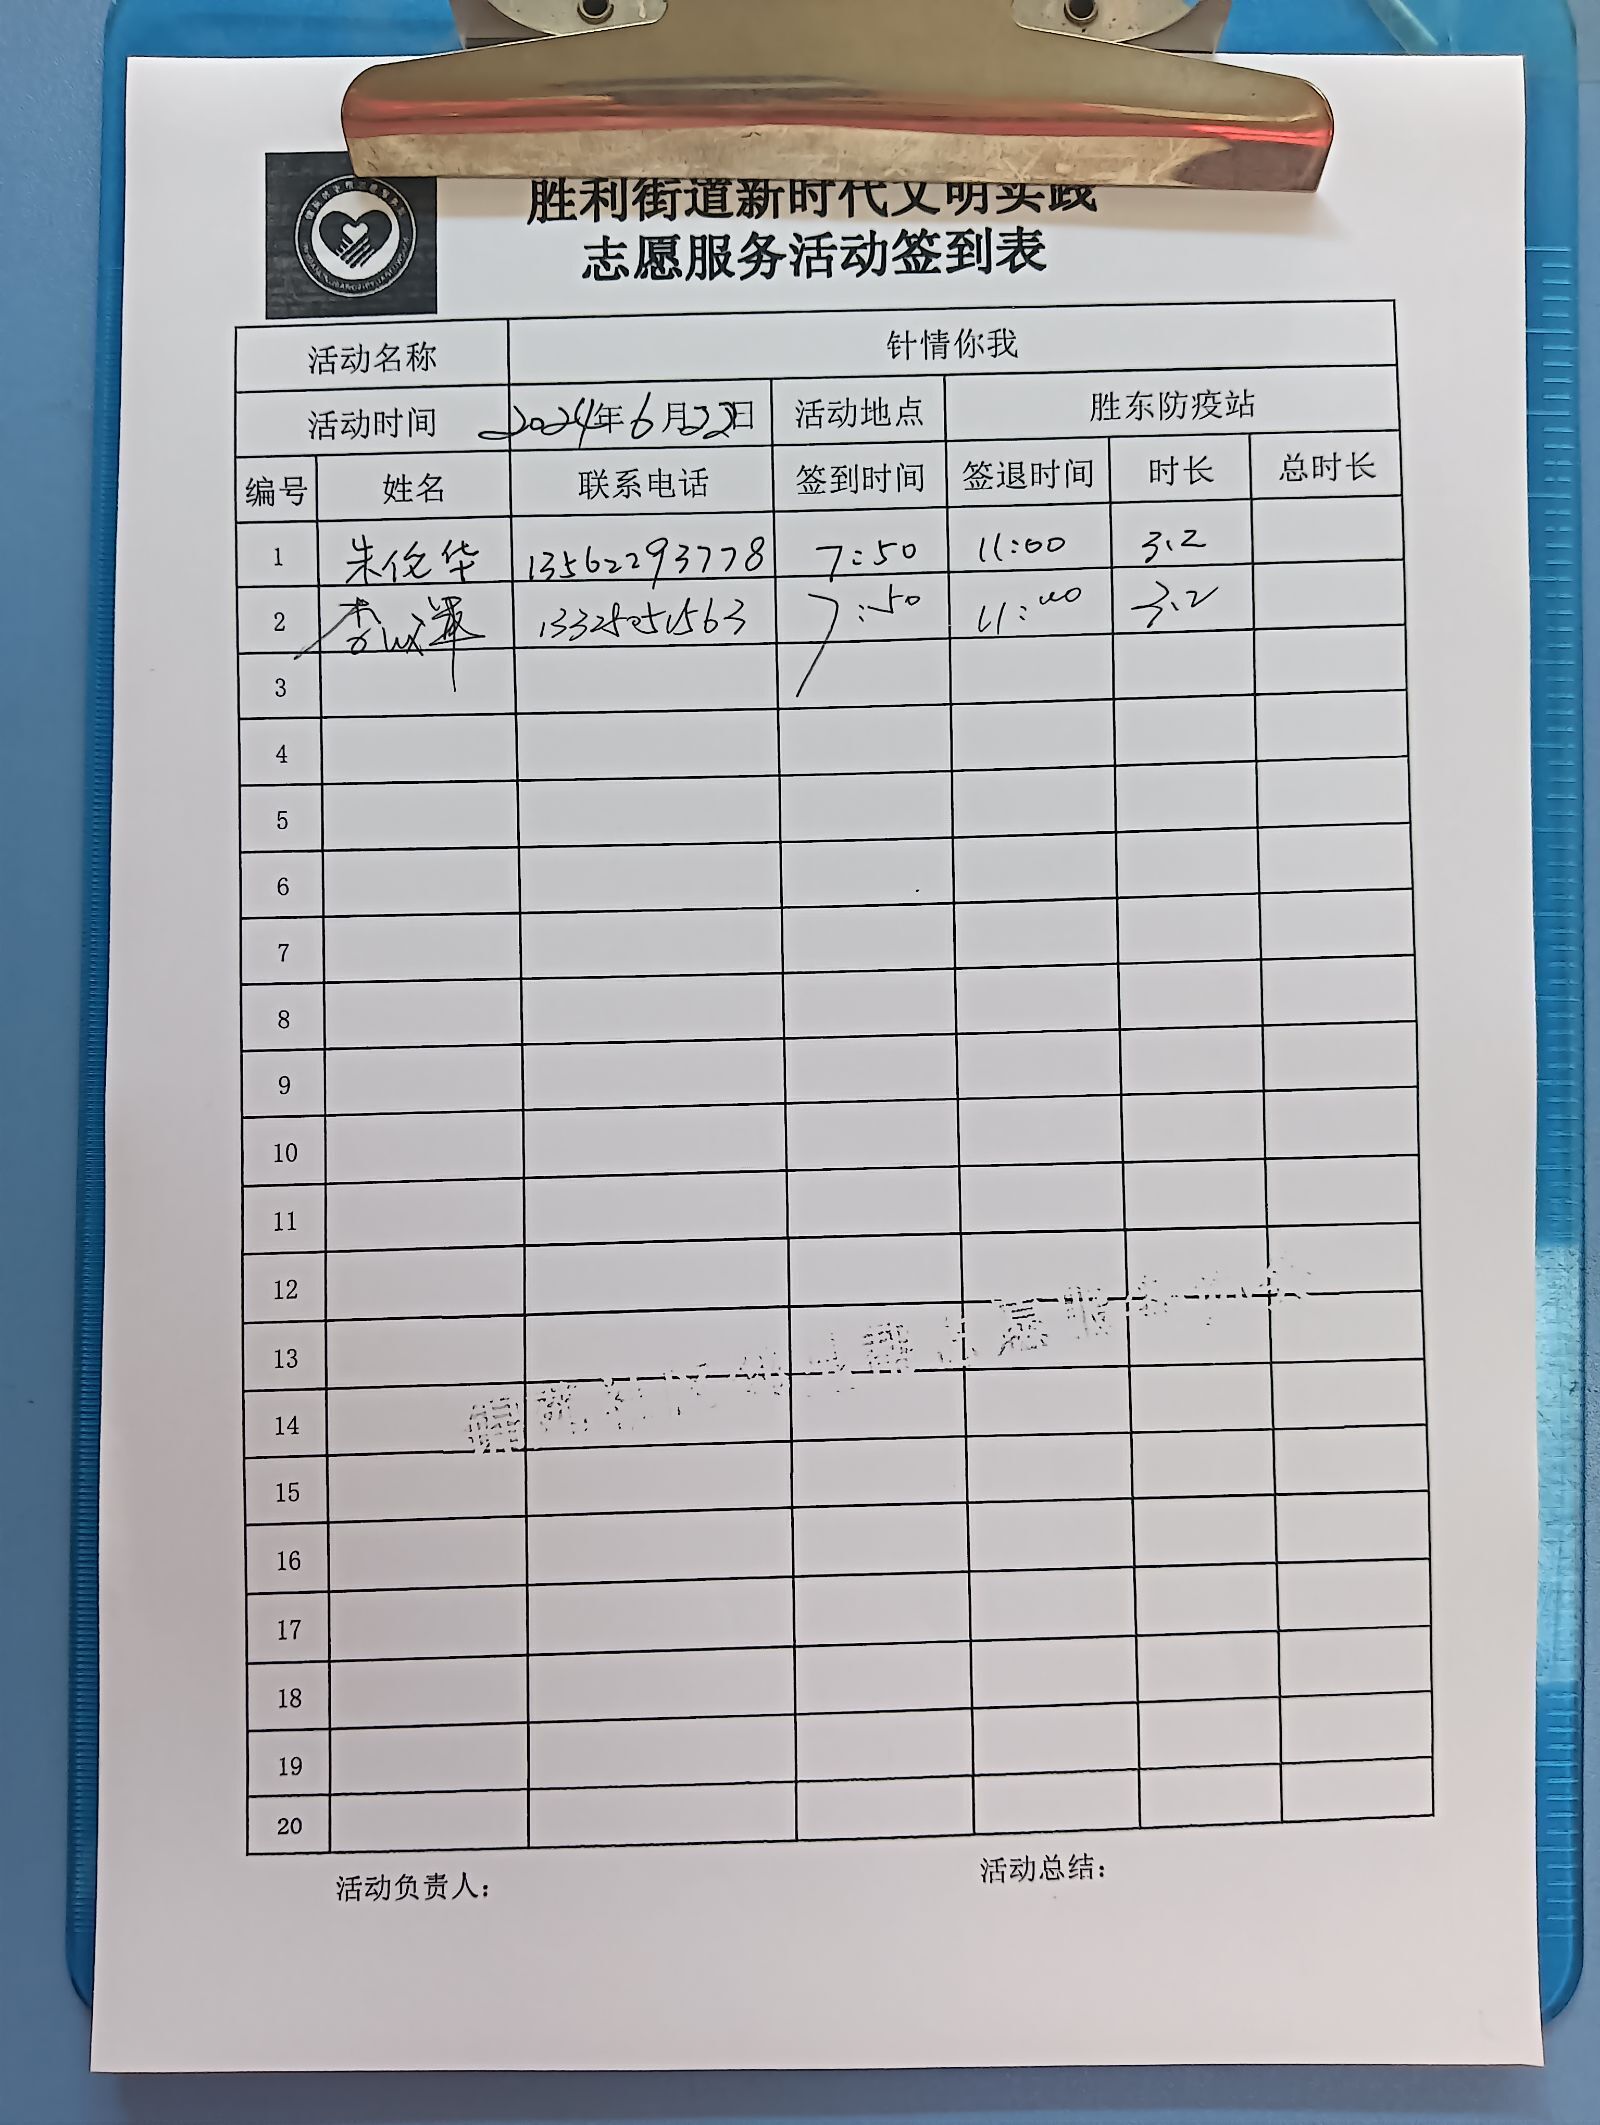 胜利街道新时代文明实践
志愿服务活动签到表
活动名称 针情你我
活动时间 2024年6月22日 活动地点 胜东防疫站
编号 姓名 联系电话 签到时间 签退时间 时长 总时长
1 朱俊华 13562293778 7:50 11:00 3.2
2 李 13325251563 7:50 11:00 3.2
3
4
5
6
7
8
9
10
11
12
13
14
15
16
17
18
19
20
活动负责人： 活动总结：